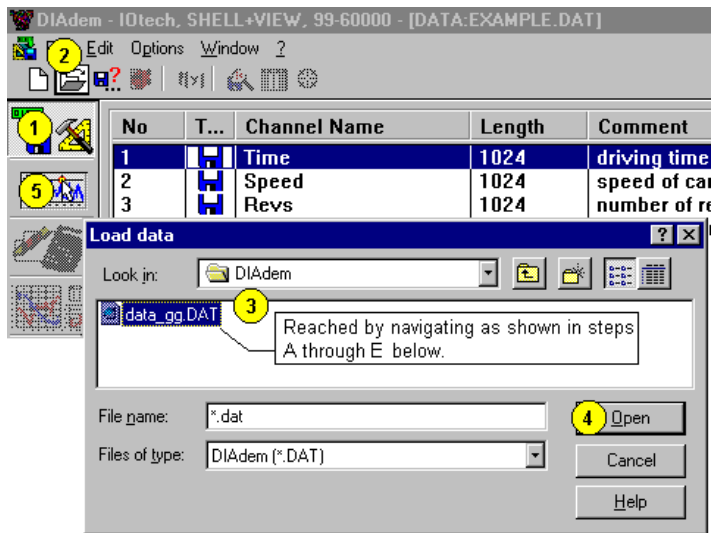 DIAdem - IOtech, SHELL+VIEW, 99-60000 - [DATA:EXAMPLE.DAT]
2 Edit Options Window ?
1
No T... Channel Name Length Comment
1 Time 1024 driving time
2 Speed 1024 speed of car
3 Revs 1024 number of re
5
Load data
Look in: DIAdem
data_gg.DAT
3
Reached by navigating as shown in steps
A through E below.
File name: *.dat
4 Open
Files of type: DIAdem (*.DAT)
Cancel
Help